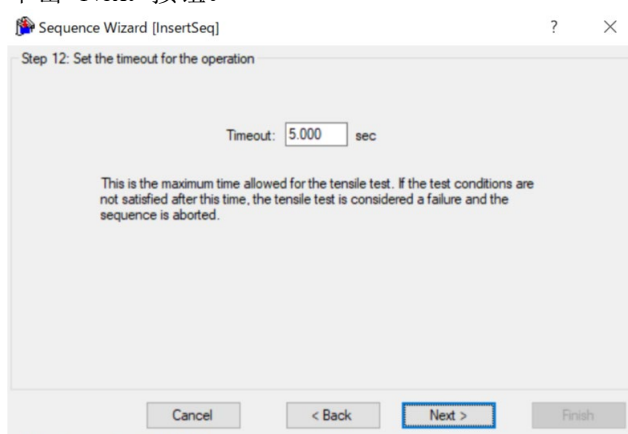 Sequence Wizard [InsertSeq]
Step 12: Set the timeout for the operation
Timeout: 5.000 sec
This is the maximum time allowed for the tensile test. If the test conditions are
not satisfied after this time, the tensile test is considered a failure and the
sequence is aborted.
Cancel < Back Next > Finish